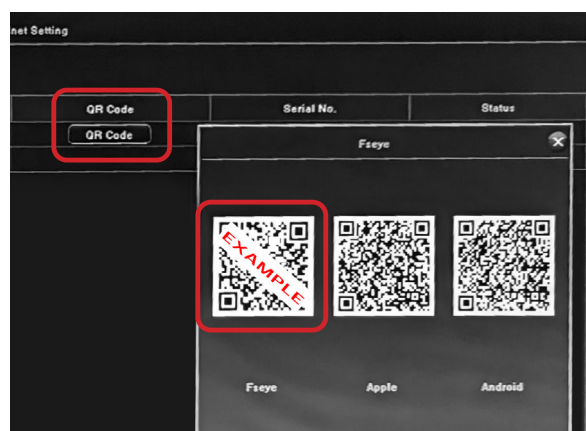 net Setting
QR Code Serial No. Status
QR Code
Fseye
EXAMPLE
Fseye Apple Android